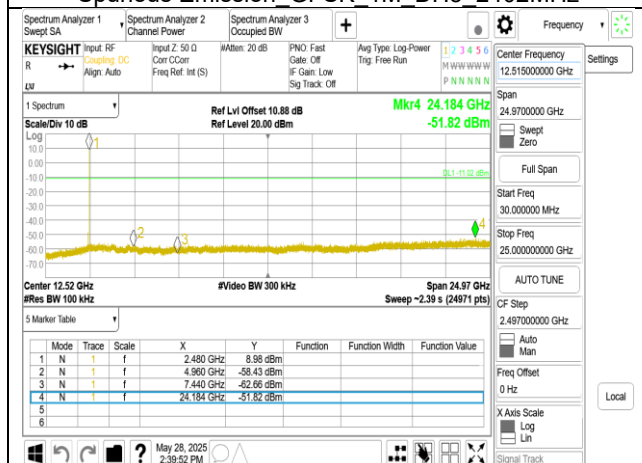 Spectrum Analyzer 1
Swept SA
Spectrum Analyzer 2
Channel Power
Spectrum Analyzer 3
Occupied BW
Frequency
KEYSIGHT
R
LXI
Input: RF
Coupling: DC
Align: Auto
Input Z: 50 Ω
Corr CCorr
Freq Ref: Int (S)
#Atten: 20 dB
PNO: Fast
Gate: Off
IF Gain: Low
Sig Track: Off
Avg Type: Log-Power
Trig: Free Run
1 2 3 4 5 6
M W W W W W
P N N N N N
1 Spectrum
Scale/Div 10 dB
Ref Lvl Offset 10.88 dB
Ref Level 20.00 dBm
Mkr4 24.184 GHz
-51.82 dBm
Log
10.0
0.00
-10.0
-20.0
-30.0
-40.0
-50.0
-60.0
-70.0
DL1 -11.02 dBm
1
2
3
4
Center 12.52 GHz
#Res BW 100 kHz
#Video BW 300 kHz
Span 24.97 GHz
Sweep ~2.39 s (24971 pts)
5 Marker Table
Mode Trace Scale X Y Function Function Width Function Value
1 N 1 f 2.480 GHz 8.98 dBm
2 N 1 f 4.960 GHz -58.43 dBm
3 N 1 f 7.440 GHz -62.66 dBm
4 N 1 f 24.184 GHz -51.82 dBm
5
6
May 28, 2025
2:39:52 PM
Center Frequency
12.515000000 GHz
Settings
Span
24.9700000 GHz
Swept
Zero
Full Span
Start Freq
30.000000 MHz
Stop Freq
25.000000000 GHz
AUTO TUNE
CF Step
2.497000000 GHz
Auto
Man
Freq Offset
0 Hz
Local
X Axis Scale
Log
Lin
Signal Track